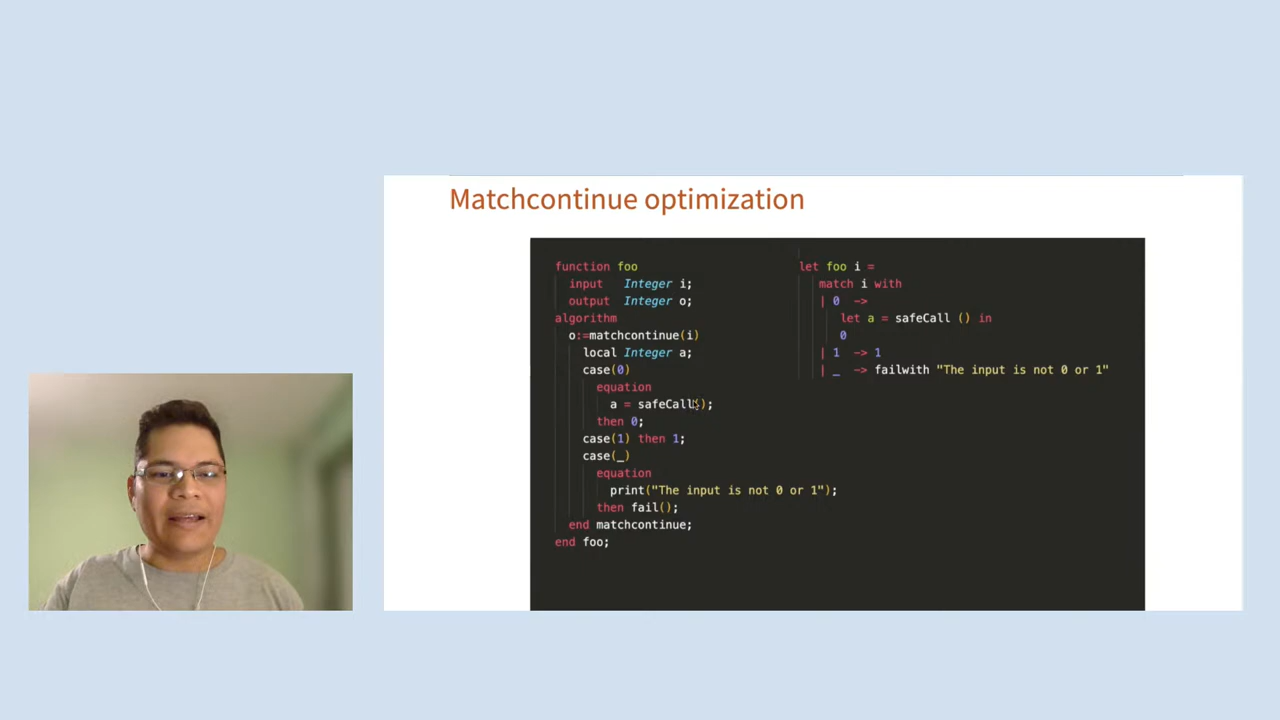 Matchcontinue optimization
function foo
input Integer i;
output Integer o;
algorithm
o:=matchcontinue(i)
local Integer a;
case(0)
equation
a = safeCall();
then 0;
case(1) then 1;
case(_)
equation
print("The input is not 0 or 1");
then fail();
end matchcontinue;
end foo;
let foo i =
match i with
| 0 ->
let a = safeCall () in
0
| 1 -> 1
| _ -> failwith "The input is not 0 or 1"